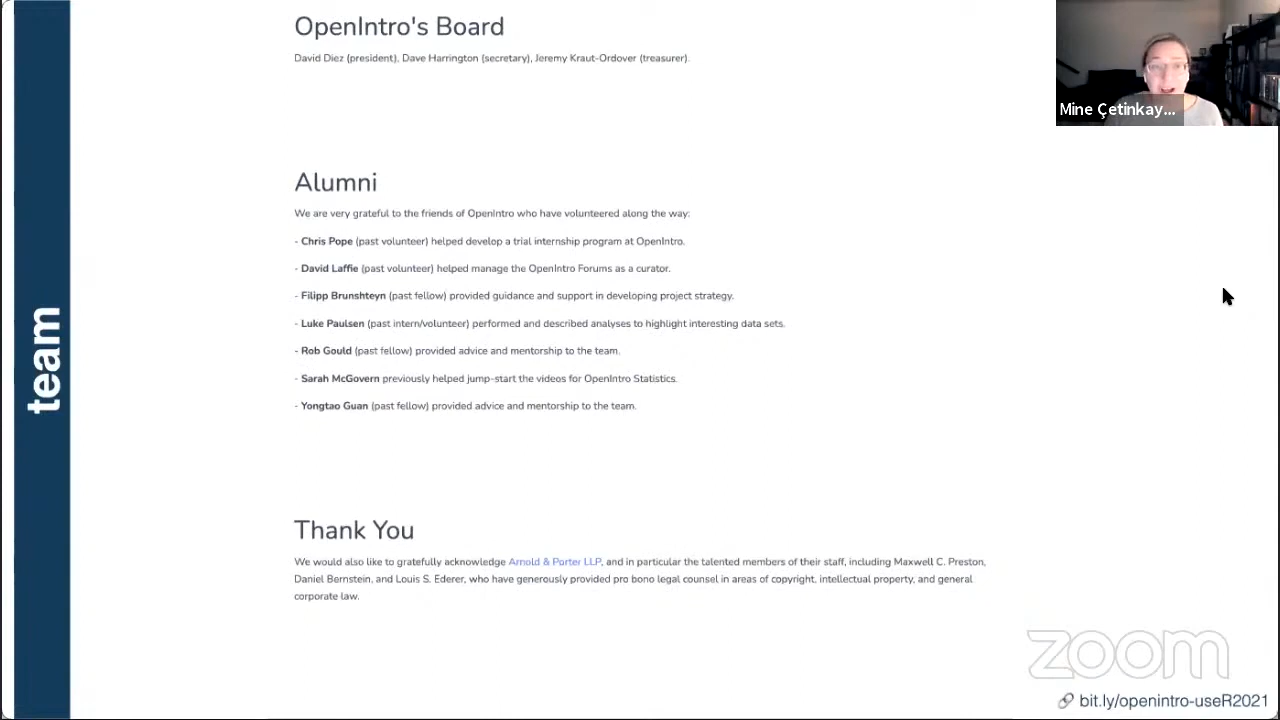 OpenIntro's Board
David Diez (president), Dave Harrington (secretary), Jeremy Kraut-Ordover (treasurer).
Mine Çetinkay...
Alumni
We are very grateful to the friends of OpenIntro who have volunteered along the way:
- Chris Pope (past volunteer) helped develop a trial internship program at OpenIntro.
- David Laffie (past volunteer) helped manage the OpenIntro Forums as a curator.
- Filipp Brunshteyn (past fellow) provided guidance and support in developing project strategy.
- Luke Paulsen (past intern/volunteer) performed and described analyses to highlight interesting data sets.
- Rob Gould (past fellow) provided advice and mentorship to the team.
- Sarah McGovern previously helped jump-start the videos for OpenIntro Statistics.
- Yongtao Guan (past fellow) provided advice and mentorship to the team.
team
Thank You
We would also like to gratefully acknowledge Arnold & Porter LLP, and in particular the talented members of their staff, including Maxwell C. Preston,
Daniel Bernstein, and Louis S. Ederer, who have generously provided pro bono legal counsel in areas of copyright, intellectual property, and general
corporate law.
zoom
bit.ly/openintro-useR2021